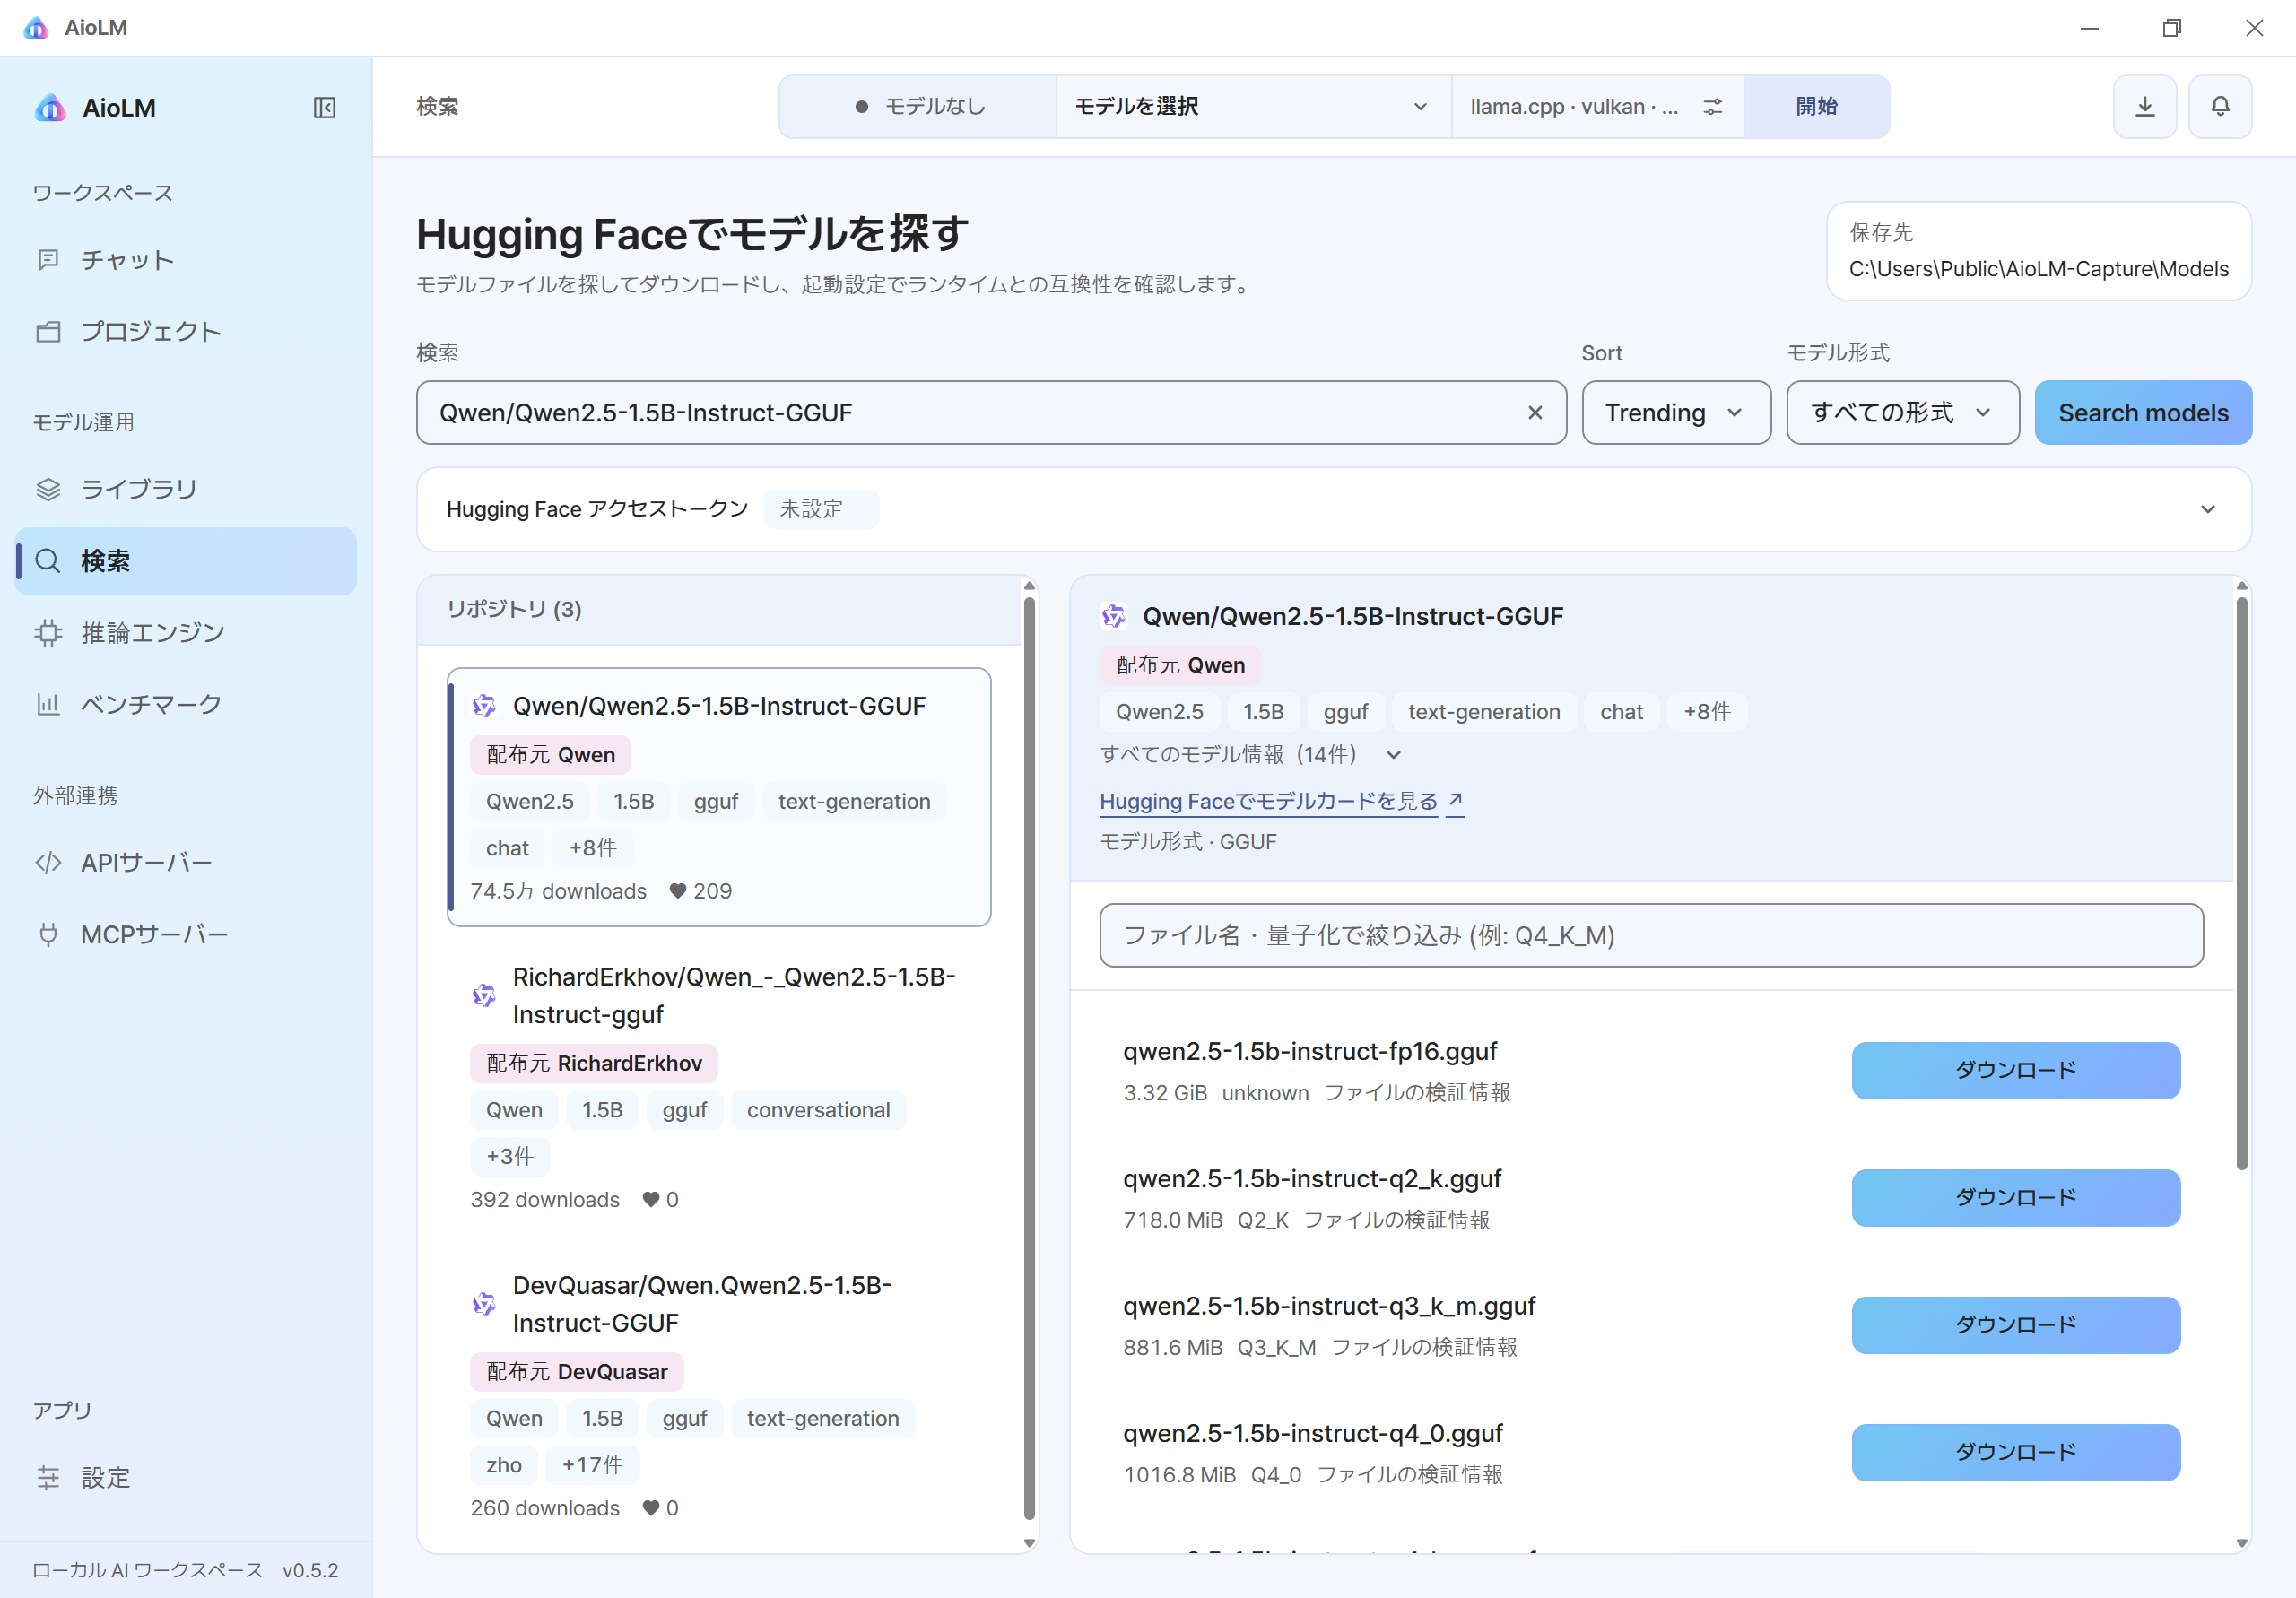 AioLM
AioLM
ワークスペース
チャット
プロジェクト
モデル運用
ライブラリ
検索
推論エンジン
ベンチマーク
外部連携
APIサーバー
MCPサーバー
アプリ
設定
ローカル AI ワークスペース v0.5.2
検索
モデルなし
モデルを選択
llama.cpp · vulkan · ...
開始
Hugging Faceでモデルを探す
モデルファイルを探してダウンロードし、起動設定でランタイムとの互換性を確認します。
保存先
C:\Users\Public\AioLM-Capture\Models
検索
Qwen/Qwen2.5-1.5B-Instruct-GGUF
Sort
Trending
モデル形式
すべての形式
Search models
Hugging Face アクセストークン 未設定
リポジトリ (3)
Qwen/Qwen2.5-1.5B-Instruct-GGUF
配布元 Qwen
Qwen2.5 1.5B gguf text-generation
chat +8件
74.5万 downloads ♥ 209
RichardErkhov/Qwen_-_Qwen2.5-1.5B-
Instruct-gguf
配布元 RichardErkhov
Qwen 1.5B gguf conversational
+3件
392 downloads ♥ 0
DevQuasar/Qwen.Qwen2.5-1.5B-
Instruct-GGUF
配布元 DevQuasar
Qwen 1.5B gguf text-generation
zho +17件
260 downloads ♥ 0
Qwen/Qwen2.5-1.5B-Instruct-GGUF
配布元 Qwen
Qwen2.5 1.5B gguf text-generation chat +8件
すべてのモデル情報 (14件)
Hugging Faceでモデルカードを見る ↗
モデル形式 · GGUF
ファイル名・量子化で絞り込み (例: Q4_K_M)
qwen2.5-1.5b-instruct-fp16.gguf
3.32 GiB unknown ファイルの検証情報
ダウンロード
qwen2.5-1.5b-instruct-q2_k.gguf
718.0 MiB Q2_K ファイルの検証情報
ダウンロード
qwen2.5-1.5b-instruct-q3_k_m.gguf
881.6 MiB Q3_K_M ファイルの検証情報
ダウンロード
qwen2.5-1.5b-instruct-q4_0.gguf
1016.8 MiB Q4_0 ファイルの検証情報
ダウンロード